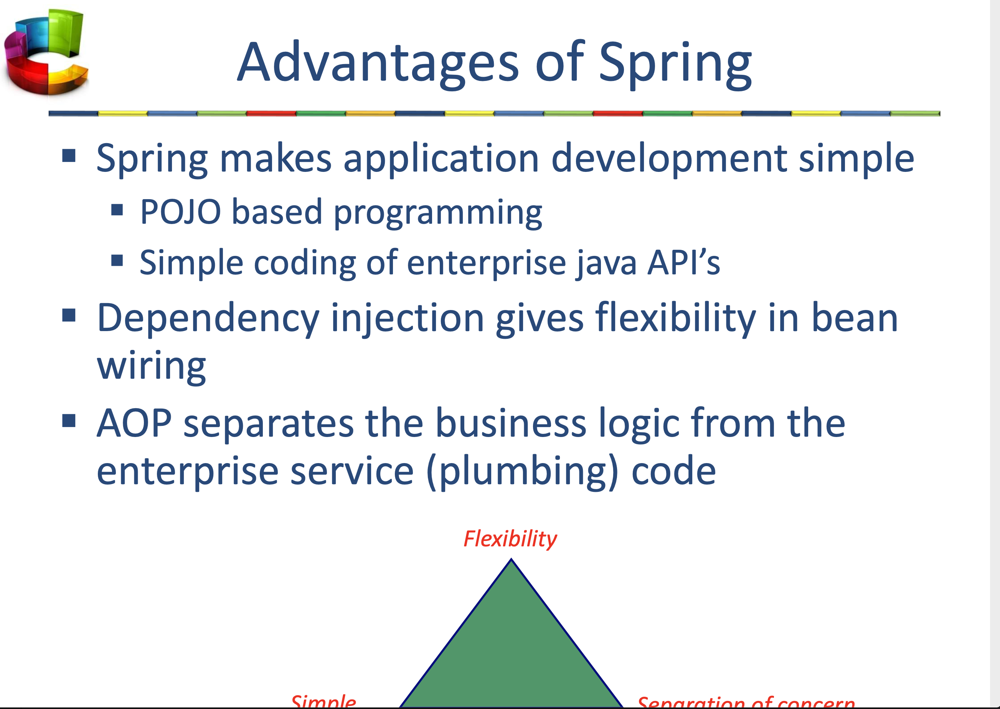 Advantages of Spring
Spring makes application development simple
POJO based programming
Simple coding of enterprise java API’s
Dependency injection gives flexibility in bean
wiring
AOP separates the business logic from the
enterprise service (plumbing) code
Flexibility
Simple
Separation of concern